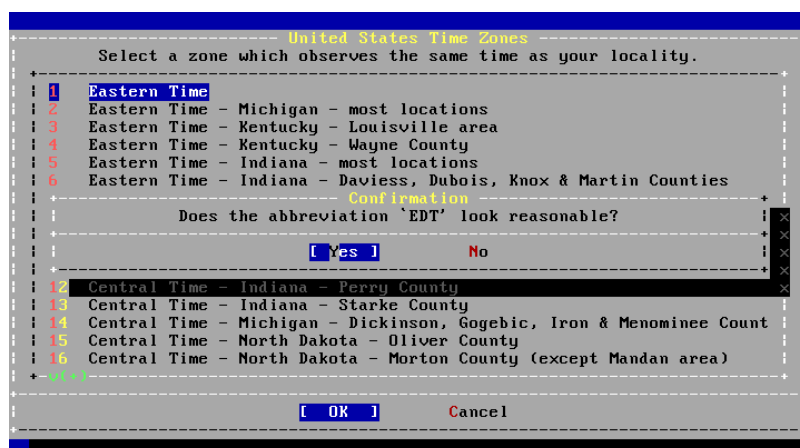 United States Time Zones
Select a zone which observes the same time as your locality.
1 Eastern Time
2 Eastern Time - Michigan - most locations
3 Eastern Time - Kentucky - Louisville area
4 Eastern Time - Kentucky - Wayne County
5 Eastern Time - Indiana - most locations
6 Eastern Time - Indiana - Daviess, Dubois, Knox & Martin Counties
Confirmation
Does the abbreviation `EDT' look reasonable?
[ Yes ] No
12 Central Time - Indiana - Perry County
13 Central Time - Indiana - Starke County
14 Central Time - Michigan - Dickinson, Gogebic, Iron & Menominee Count
15 Central Time - North Dakota - Oliver County
16 Central Time - North Dakota - Morton County (except Mandan area)
v(+)
[ OK ] Cancel